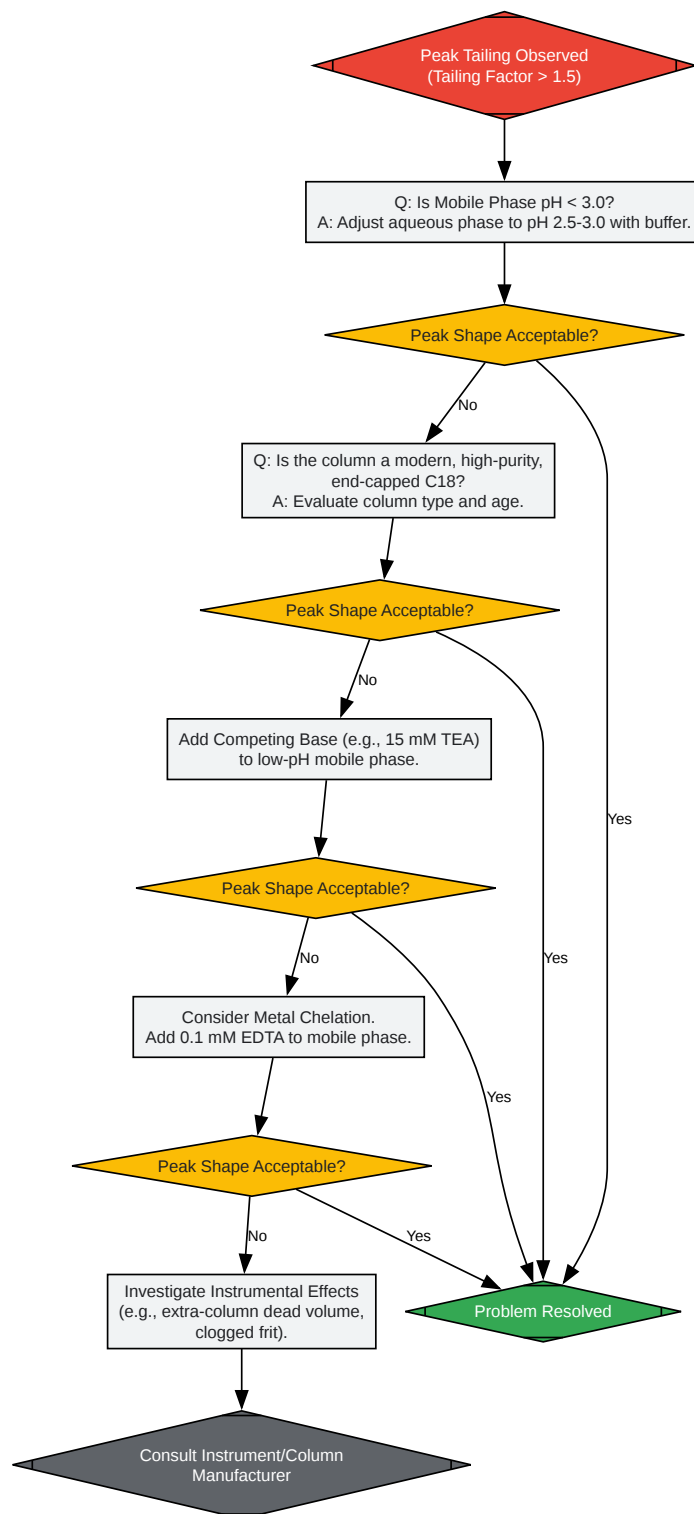 Peak Tailing Observed
(Tailing Factor > 1.5)
Q: Is Mobile Phase pH < 3.0?
A: Adjust aqueous phase to pH 2.5-3.0 with buffer.
Peak Shape Acceptable?
No
Q: Is the column a modern, high-purity,
end-capped C18?
A: Evaluate column type and age.
Peak Shape Acceptable?
No
Add Competing Base (e.g., 15 mM TEA)
to low-pH mobile phase.
Yes
Peak Shape Acceptable?
No
Yes
Consider Metal Chelation.
Add 0.1 mM EDTA to mobile phase.
Yes
Peak Shape Acceptable?
No
Yes
Investigate Instrumental Effects
(e.g., extra-column dead volume,
clogged frit).
Problem Resolved
Consult Instrument/Column
Manufacturer